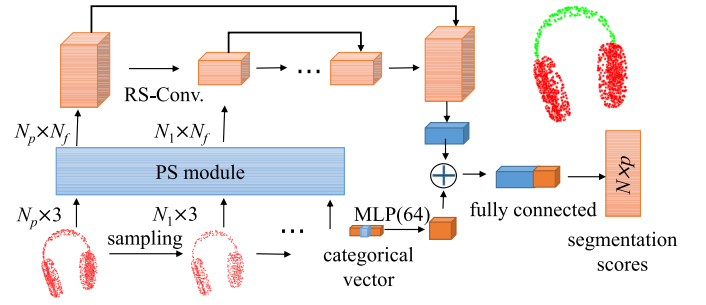 RS-Conv.
...
N_p×N_f
N_1×N_f
PS module
N_p×3
N_1×3
sampling
...
MLP(64)
categorical
vector
fully connected
N×p
segmentation
scores